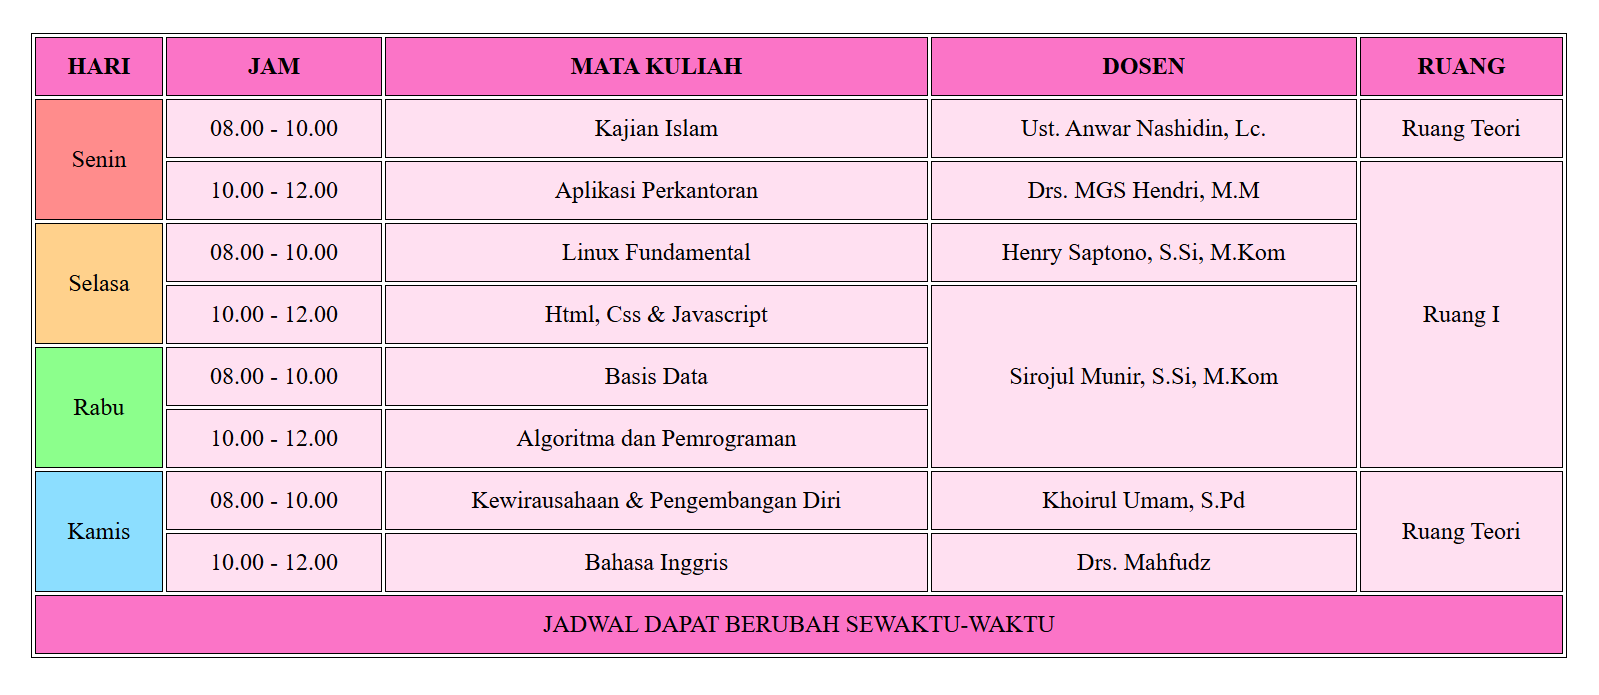 HARI JAM MATA KULIAH DOSEN RUANG
Senin 08.00 - 10.00 Kajian Islam Ust. Anwar Nashidin, Lc. Ruang Teori
10.00 - 12.00 Aplikasi Perkantoran Drs. MGS Hendri, M.M Ruang I
Selasa 08.00 - 10.00 Linux Fundamental Henry Saptono, S.Si, M.Kom
10.00 - 12.00 Html, Css & Javascript Sirojul Munir, S.Si, M.Kom
Rabu 08.00 - 10.00 Basis Data
10.00 - 12.00 Algoritma dan Pemrograman
Kamis 08.00 - 10.00 Kewirausahaan & Pengembangan Diri Khoirul Umam, S.Pd Ruang Teori
10.00 - 12.00 Bahasa Inggris Drs. Mahfudz
JADWAL DAPAT BERUBAH SEWAKTU-WAKTU